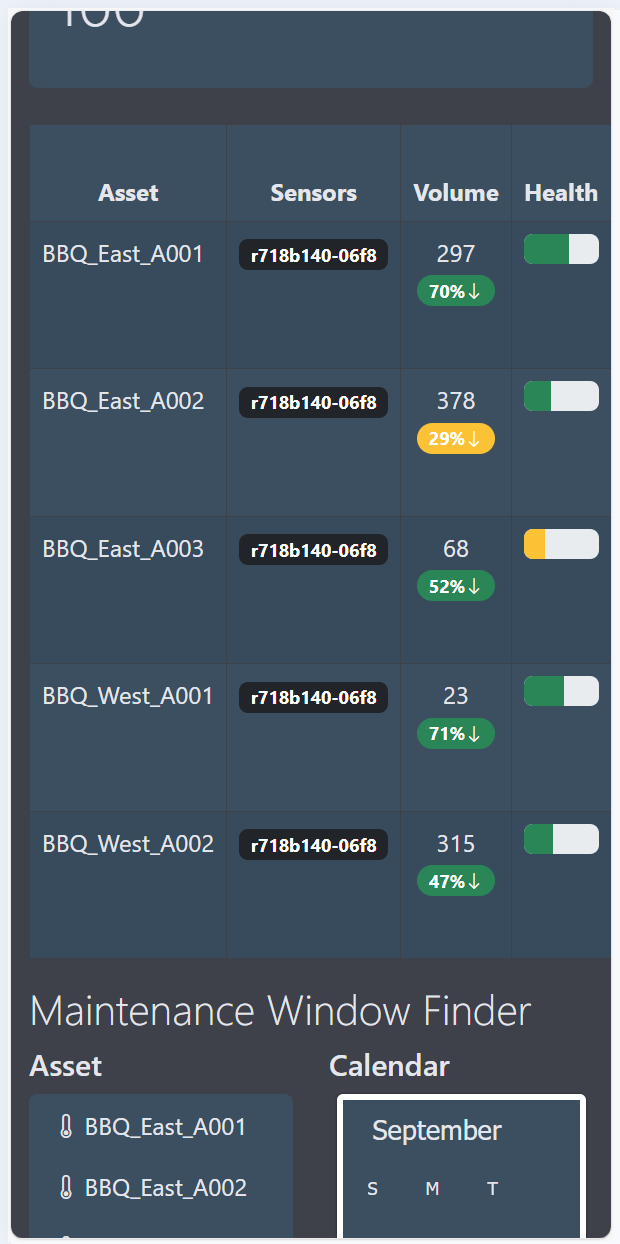 100
Asset Sensors Volume Health
BBQ_East_A001 r718b140-06f8 297
70%↓
BBQ_East_A002 r718b140-06f8 378
29%↓
BBQ_East_A003 r718b140-06f8 68
52%↓
BBQ_West_A001 r718b140-06f8 23
71%↓
BBQ_West_A002 r718b140-06f8 315
47%↓
Maintenance Window Finder
Asset Calendar
BBQ_East_A001
September
BBQ_East_A002
S M T